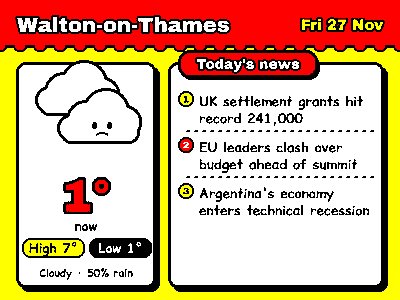 Walton-on-Thames
Fri 27 Nov
Today's news
1 UK settlement grants hit
record 241,000
2 EU leaders clash over
budget ahead of summit
3 Argentina's economy
enters technical recession
1°
now
High 7° Low 1°
Cloudy · 50% rain